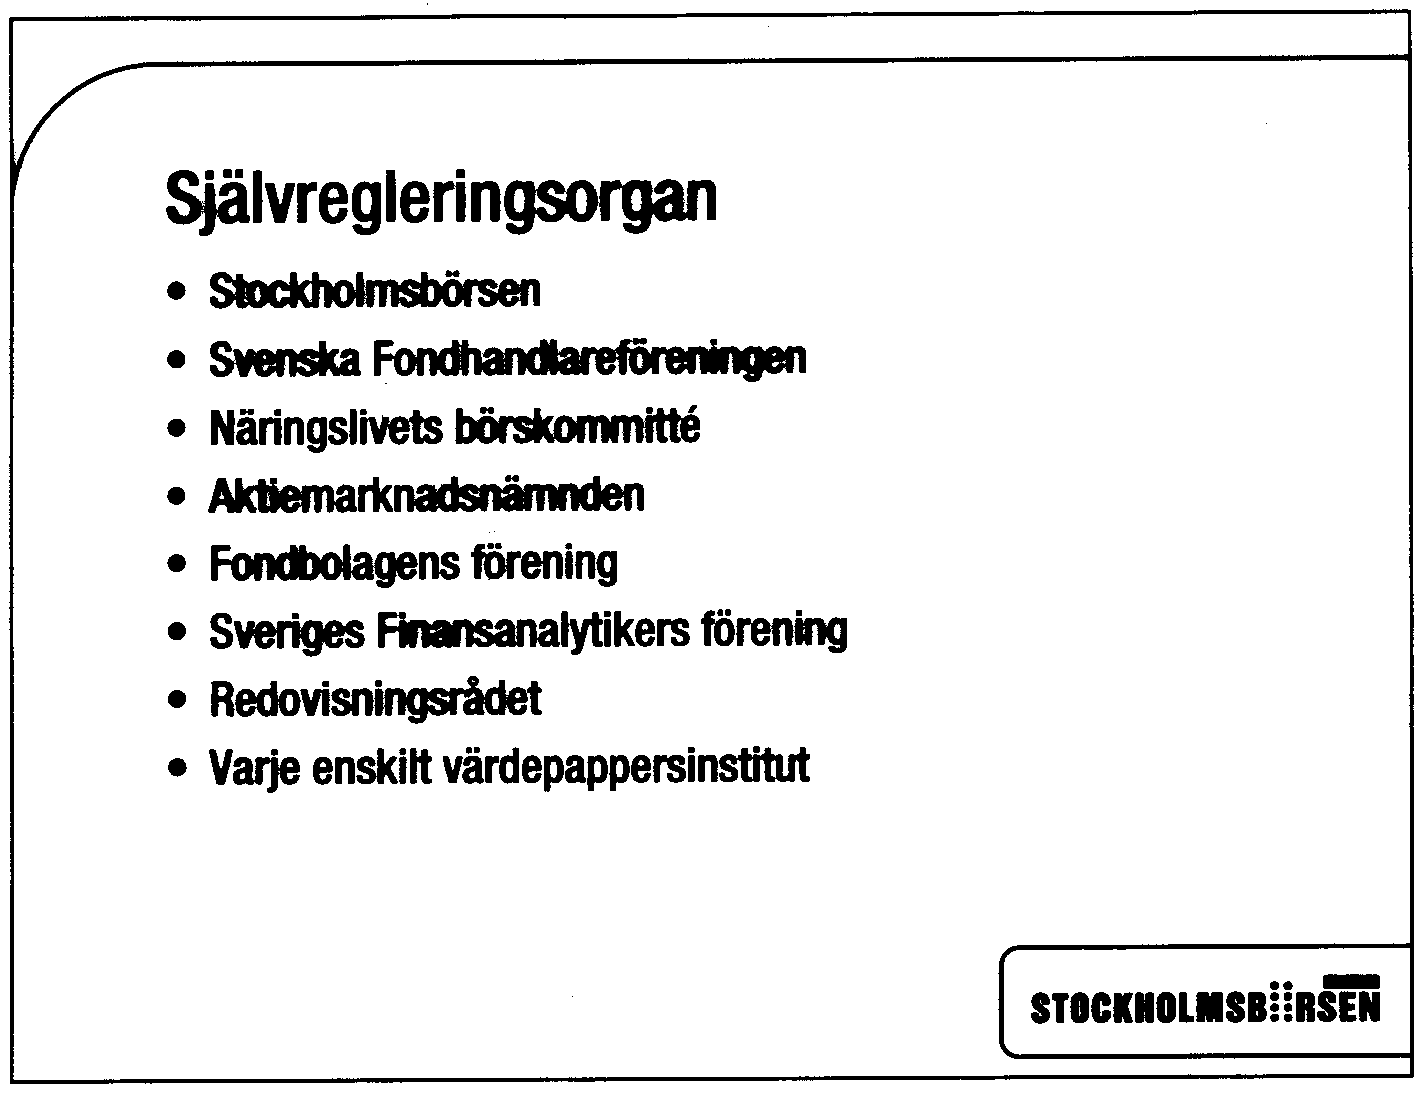 Självregleringsorgan
• Stockholmsbörsen
• Svenska Fondhandlareföreningen
• Näringslivets börskommitté
• Aktiemarknadsnämnden
• Fondbolagens förening
• Sveriges Finansanalytikers förening
• Redovisningsrådet
• Varje enskilt värdepappersinstitut
STOCKHOLMSBÖRSEN